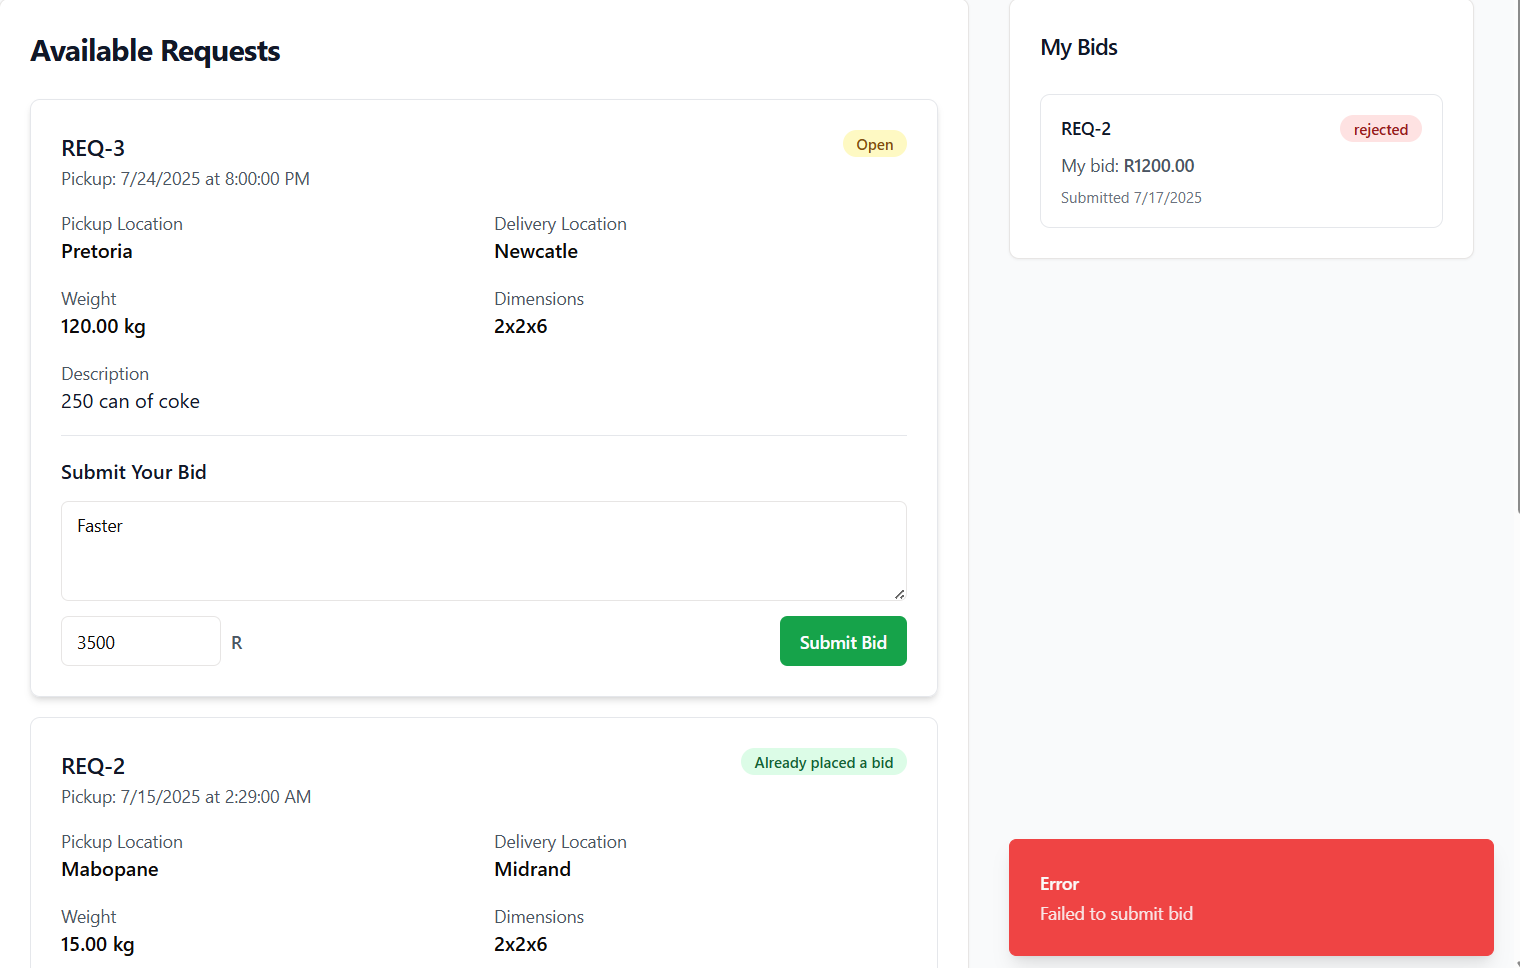 Available Requests
REQ-3
Open
Pickup: 7/24/2025 at 8:00:00 PM
Pickup Location
Delivery Location
Pretoria
Newcatle
Weight
Dimensions
120.00 kg
2x2x6
Description
250 can of coke
Submit Your Bid
Faster
3500
R
Submit Bid
REQ-2
Already placed a bid
Pickup: 7/15/2025 at 2:29:00 AM
Pickup Location
Delivery Location
Mabopane
Midrand
Weight
Dimensions
15.00 kg
2x2x6
My Bids
REQ-2
rejected
My bid: R1200.00
Submitted 7/17/2025
Error
Failed to submit bid